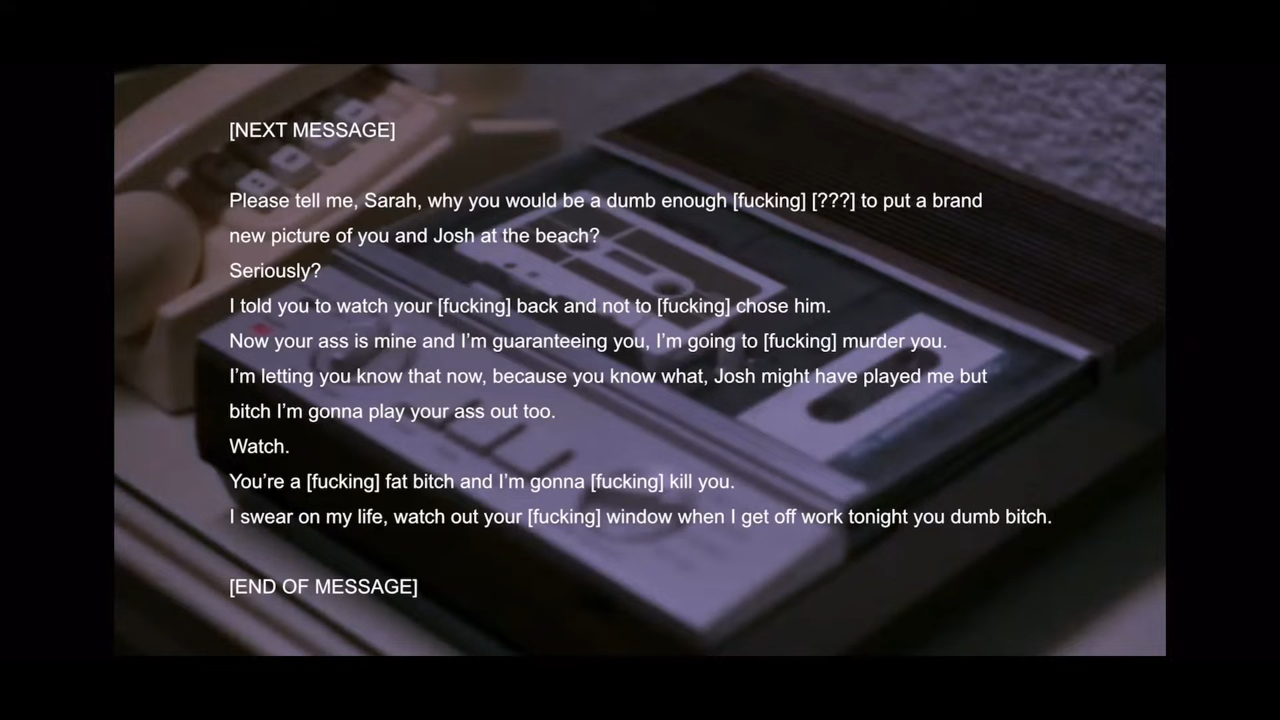 [NEXT MESSAGE]
Please tell me, Sarah, why you would be a dumb enough [fucking] [???] to put a brand
new picture of you and Josh at the beach?
Seriously?
I told you to watch your [fucking] back and not to [fucking] chose him.
Now your ass is mine and I'm guaranteeing you, I'm going to [fucking] murder you.
I'm letting you know that now, because you know what, Josh might have played me but
bitch I'm gonna play your ass out too.
Watch.
You're a [fucking] fat bitch and I'm gonna [fucking] kill you.
I swear on my life, watch out your [fucking] window when I get off work tonight you dumb bitch.
[END OF MESSAGE]